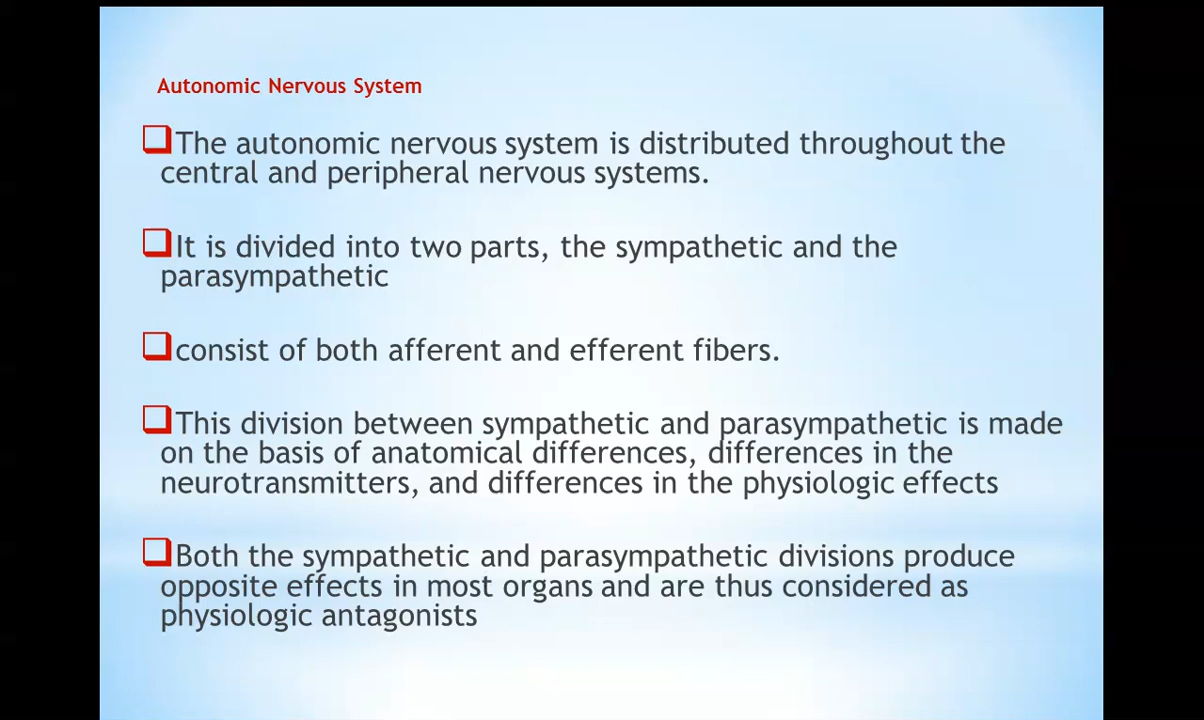 Autonomic Nervous System
The autonomic nervous system is distributed throughout the
central and peripheral nervous systems.
It is divided into two parts, the sympathetic and the
parasympathetic
consist of both afferent and efferent fibers.
This division between sympathetic and parasympathetic is made
on the basis of anatomical differences, differences in the
neurotransmitters, and differences in the physiologic effects
Both the sympathetic and parasympathetic divisions produce
opposite effects in most organs and are thus considered as
physiologic antagonists